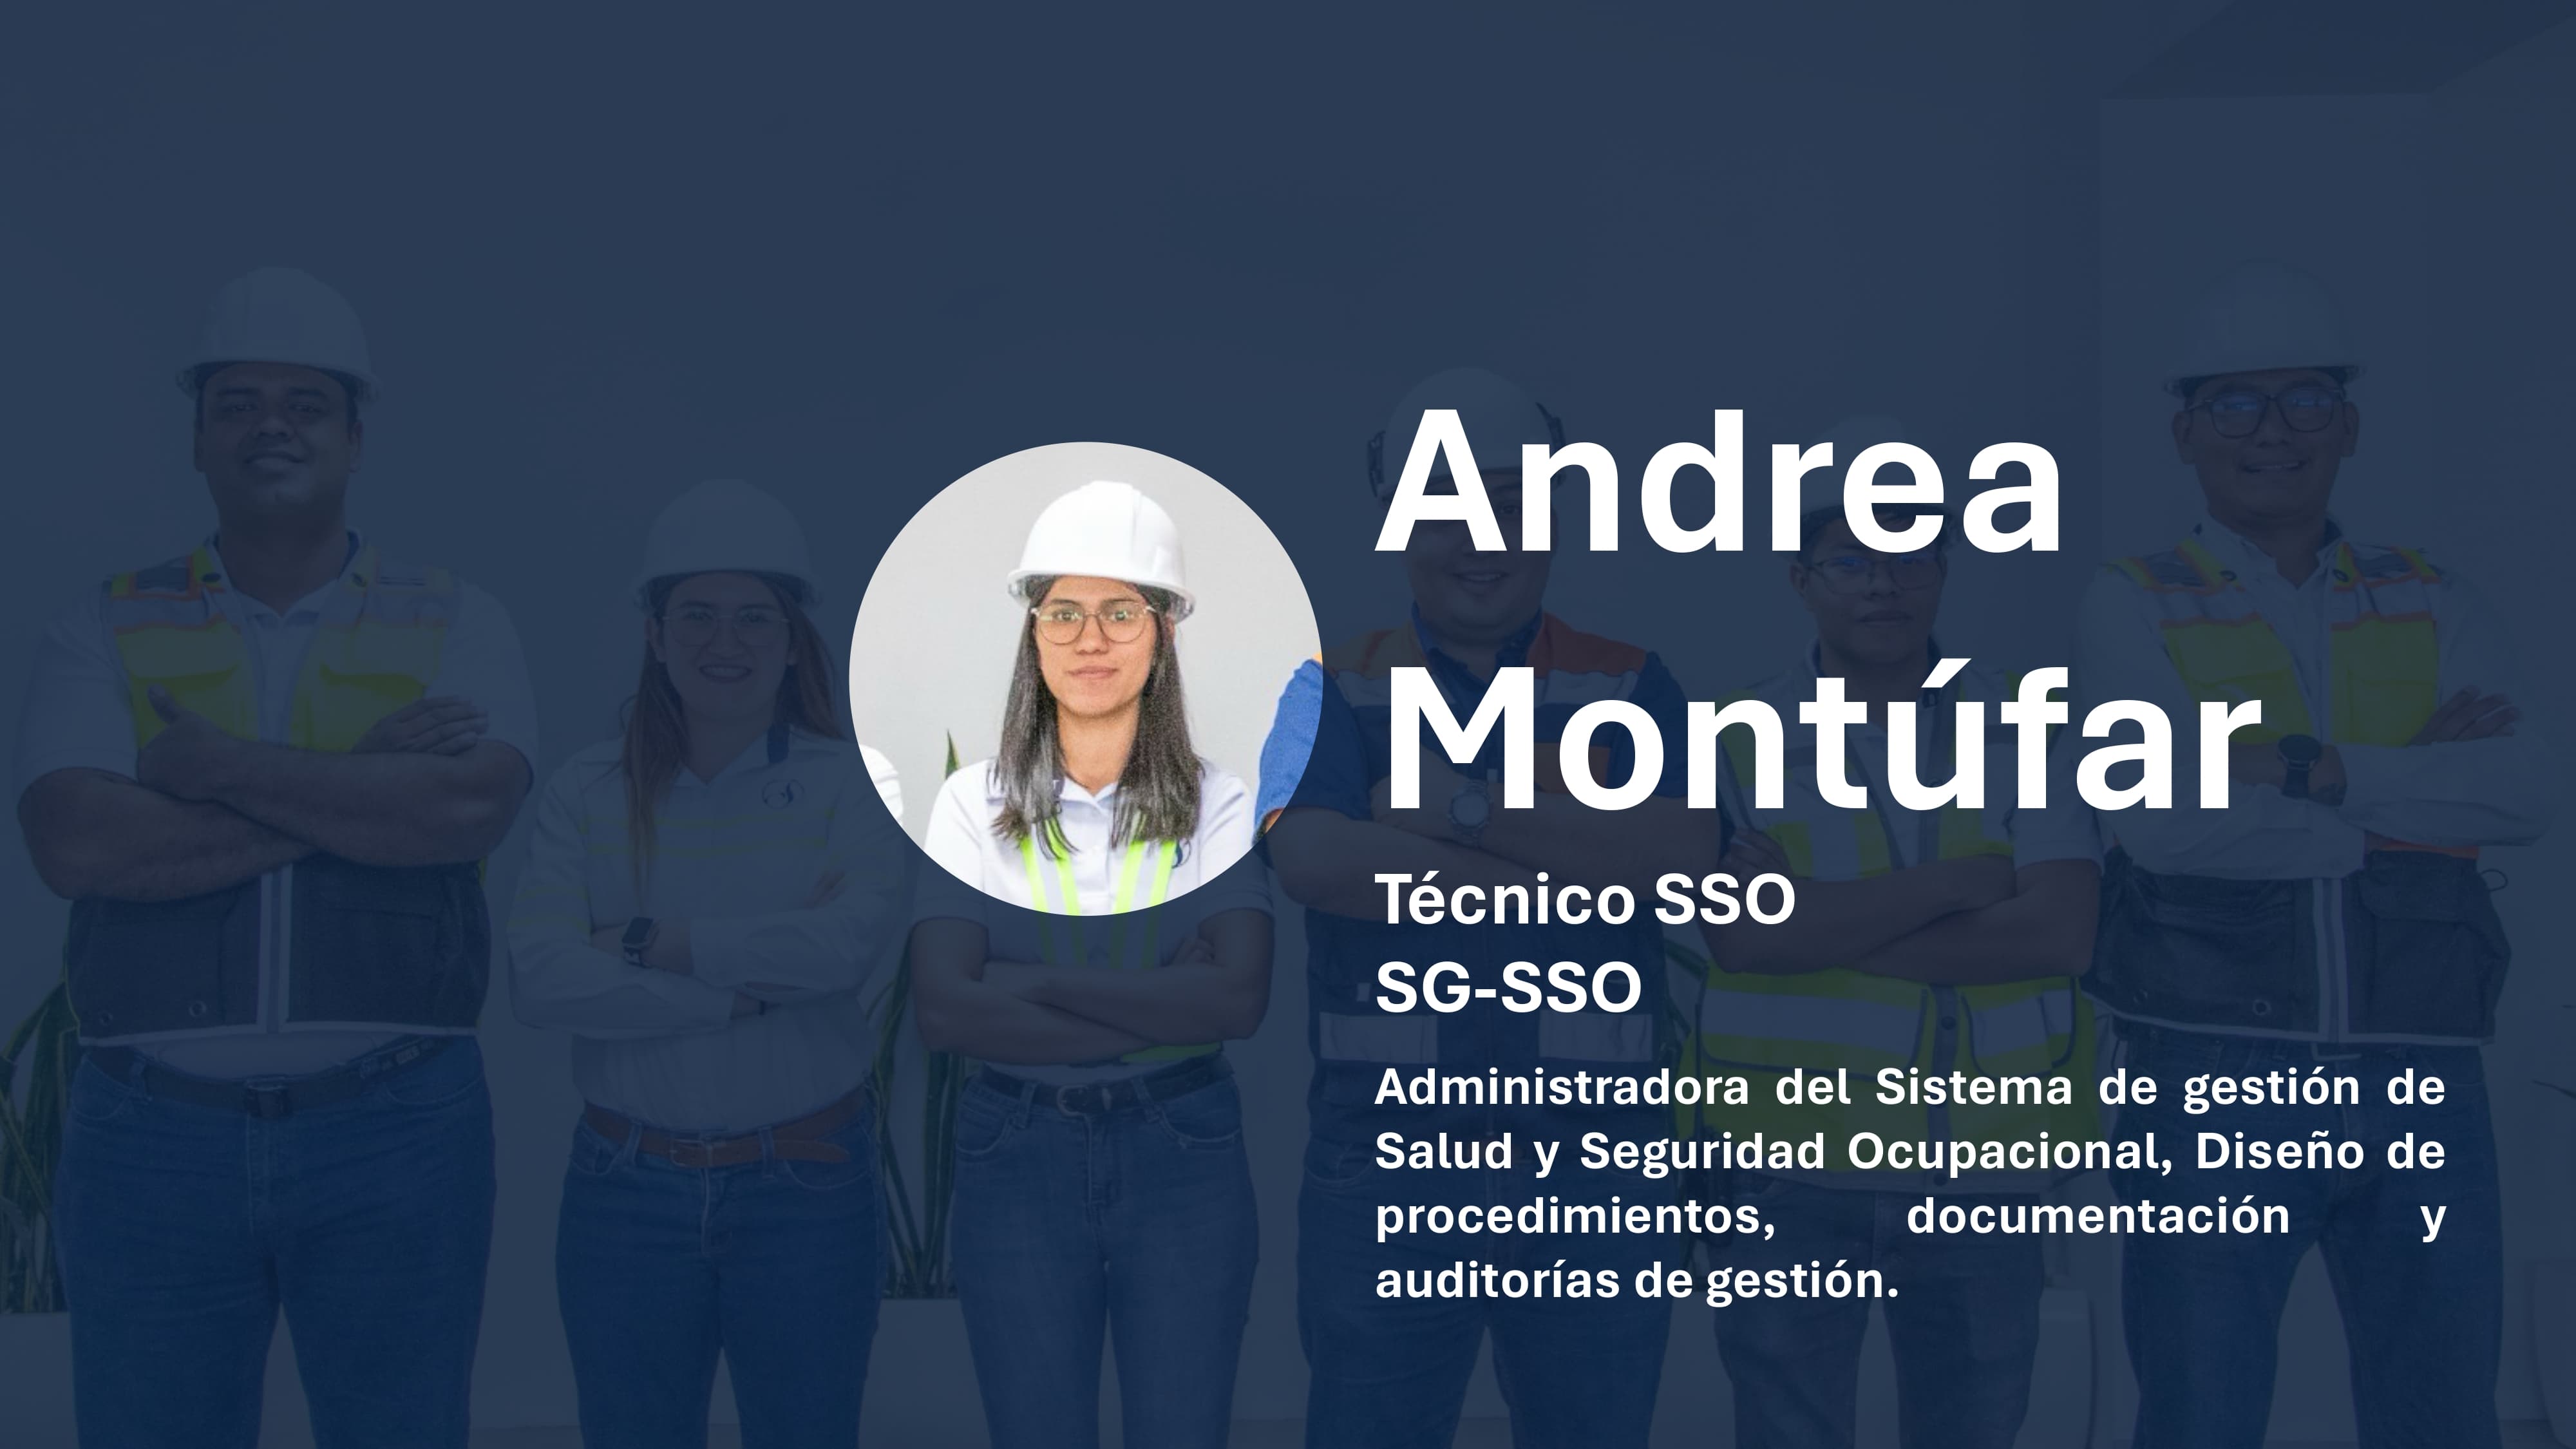 Andrea
Montúfar
Técnico SSO
SG-SSO
Administradora del Sistema de gestión de
Salud y Seguridad Ocupacional, Diseño de
procedimientos, documentación y
auditorías de gestión.